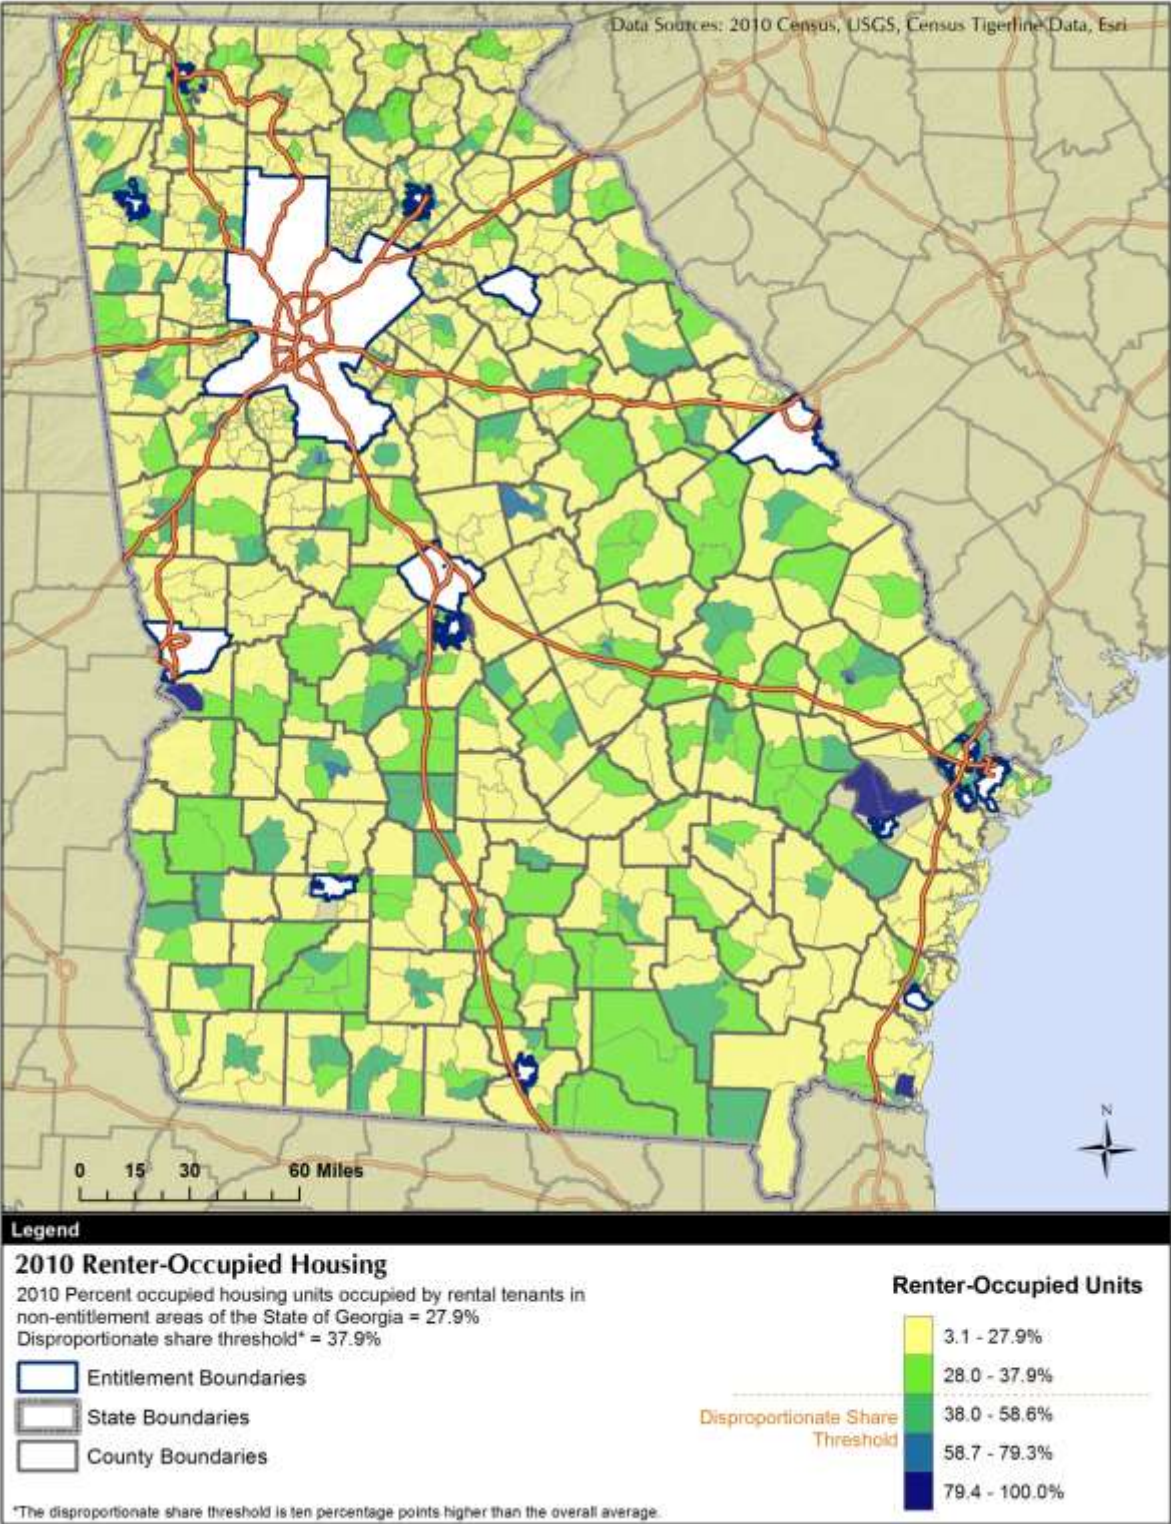 Data Sources: 2010 Census, USGS, Census Tigerline Data, Esri
N
0 15 30 60 Miles
Legend
2010 Renter-Occupied Housing
2010 Percent occupied housing units occupied by rental tenants in
non-entitlement areas of the State of Georgia = 27.9%
Disproportionate share threshold* = 37.9%
Entitlement Boundaries
State Boundaries
County Boundaries
*The disproportionate share threshold is ten percentage points higher than the overall average.
Renter-Occupied Units
3.1 - 27.9%
28.0 - 37.9%
Disproportionate Share
Threshold
38.0 - 58.6%
58.7 - 79.3%
79.4 - 100.0%